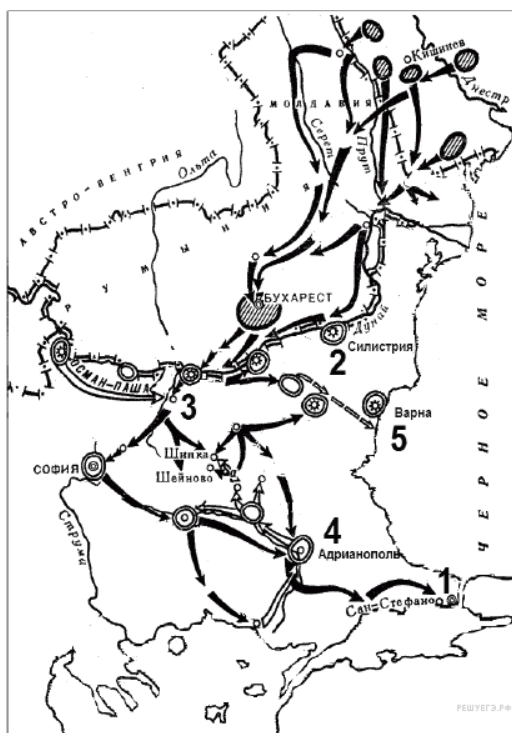 Кишинев
Днестр
МОЛДАВИЯ
Серет
Прут
АВСТРО-ВЕНГРИЯ
Ольта
РУМЫНИЯ
БУХАРЕСТ
Дунай
2
СИЛИСТРИЯ
ОСМАН-ПАША
3
Варна
5
Шипка
Шейново
СОФИЯ
Струма
4
Адрианополь
1
Сан-Стефано
ЧЕРНОЕ МОРЕ
РЕШУЕГЭ.РФ